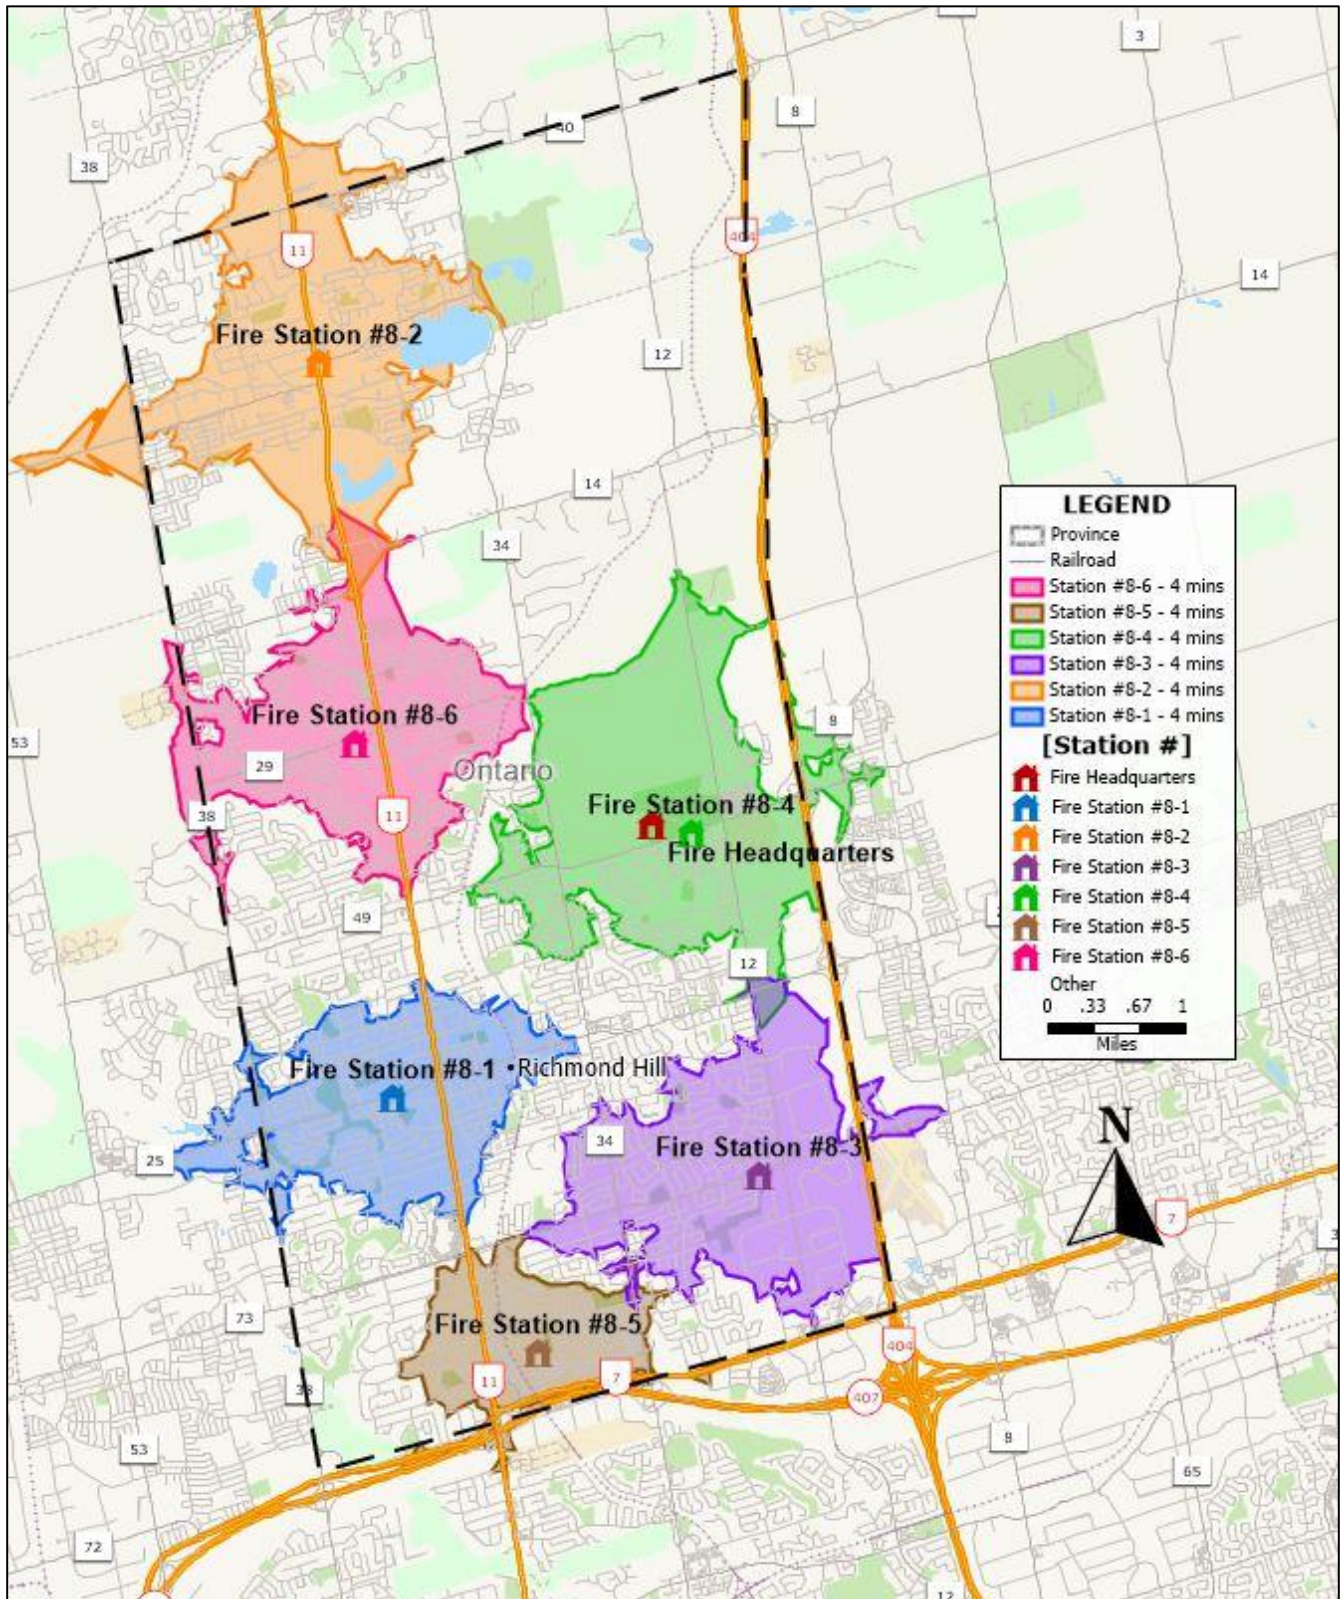 3
8
40
38
11
404
14
Fire Station #8-2
12
14
34
LEGEND
Province
Railroad
Station #8-6 - 4 mins
Station #8-5 - 4 mins
Station #8-4 - 4 mins
Station #8-3 - 4 mins
Station #8-2 - 4 mins
Station #8-1 - 4 mins
[Station #]
Fire Headquarters
Fire Station #8-1
Fire Station #8-2
Fire Station #8-3
Fire Station #8-4
Fire Station #8-5
Fire Station #8-6
Other
0 .33 .67 1
Miles
Fire Station #8-6
8
53
29
Ontario
Fire Station #8-4
38
11
Fire Headquarters
49
12
Fire Station #8-1
Richmond Hill
34
Fire Station #8-3
N
25
7
73
Fire Station #8-5
404
11
7
38
407
53
8
65
72
12